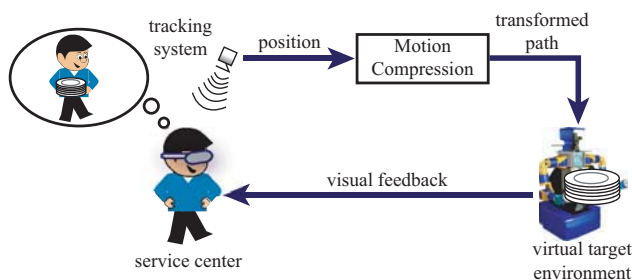 tracking
system
position
Motion
Compression
transformed
path
visual feedback
service center
virtual target
environment